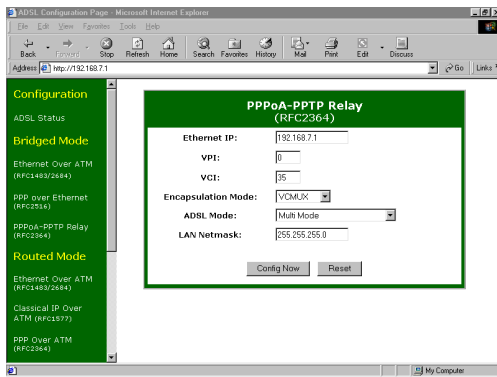 ADSL Configuration Page - Microsoft Internet Explorer
File Edit View Favorites Tools Help
Back Forward Stop Refresh Home Search Favorites History Mail Print Edit Discuss
Address http://192.168.7.1 Go Links
Configuration
ADSL Status
Bridged Mode
Ethernet Over ATM
(RFC1483/2684)
PPP over Ethernet
(RFC2516)
PPPoA-PPTP Relay
(RFC2364)
Routed Mode
Ethernet Over ATM
(RFC1483/2684)
Classical IP Over
ATM (RFC1577)
PPP Over ATM
(RFC2364)
PPPoA-PPTP Relay
(RFC2364)
Ethernet IP: 192.168.7.1
VPI: 0
VCI: 35
Encapsulation Mode: VCMUX
ADSL Mode: Multi Mode
LAN Netmask: 255.255.255.0
Config Now Reset
My Computer